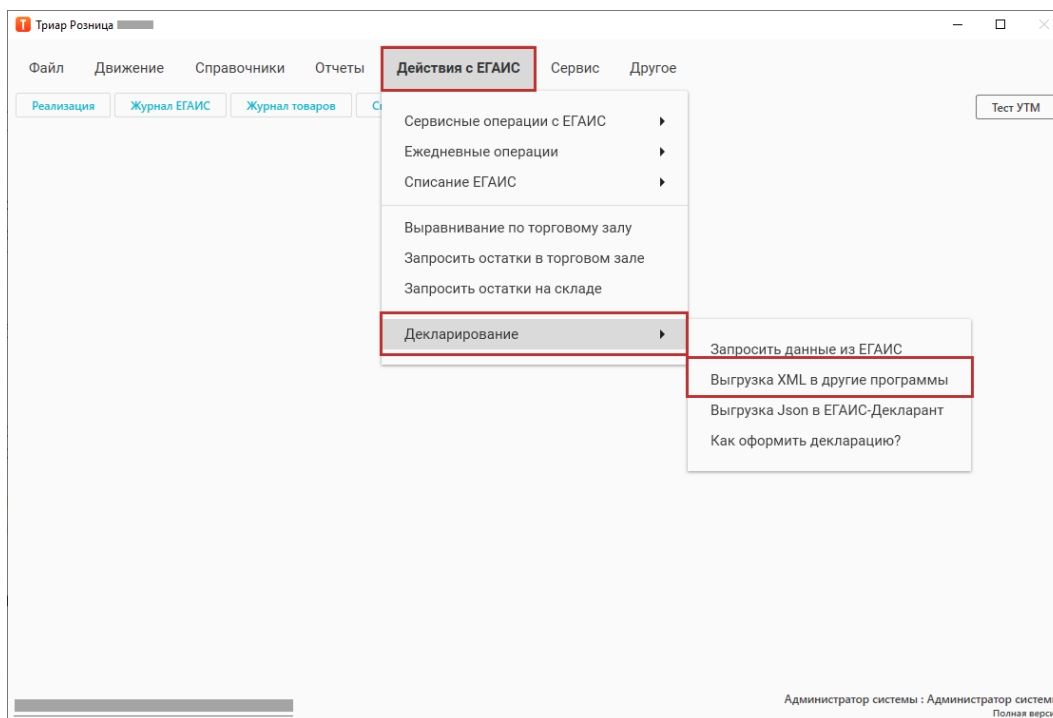 Триар Розница
Файл Движение Справочники Отчеты Действия с ЕГАИС Сервис Другое
Реализация Журнал ЕГАИС Журнал товаров Тест УТМ
Сервисные операции с ЕГАИС
Ежедневные операции
Списание ЕГАИС
Выравнивание по торговому залу
Запросить остатки в торговом зале
Запросить остатки на складе
Декларирование
Запросить данные из ЕГАИС
Выгрузка XML в другие программы
Выгрузка Json в ЕГАИС-Декларант
Как оформить декларацию?
Администратор системы : Администратор систем
Полная верси